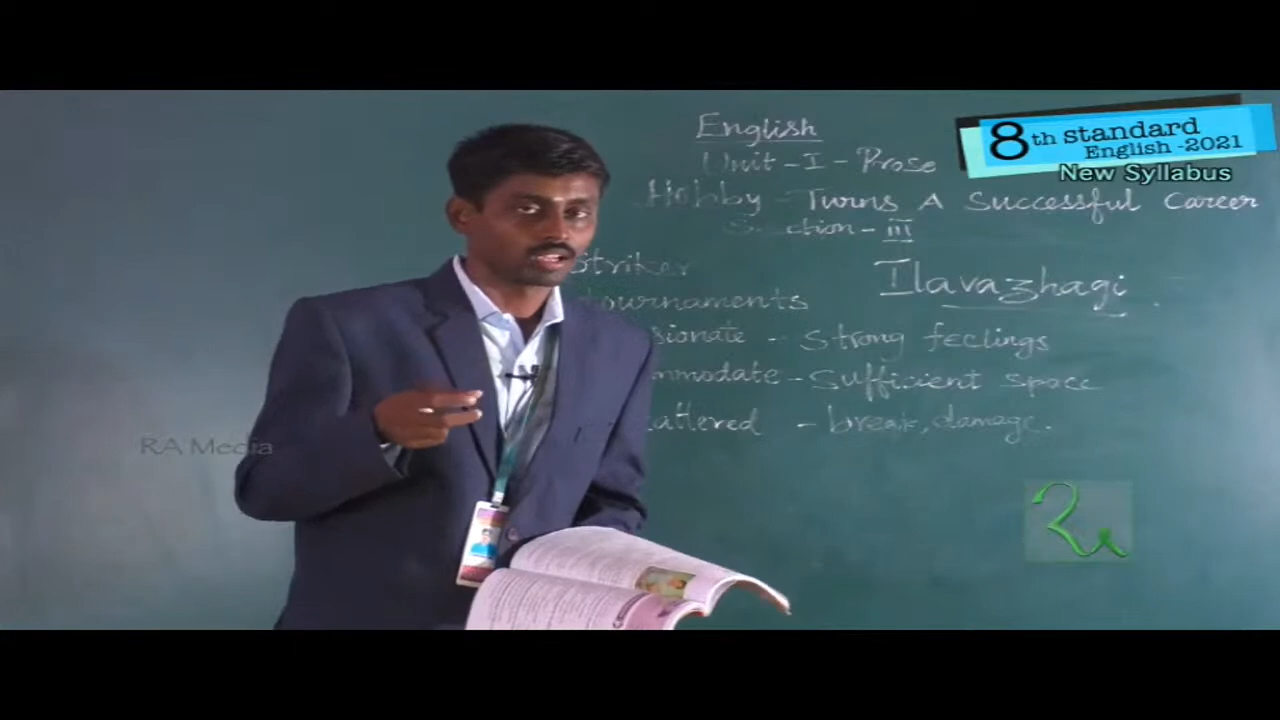 English
Unit - I - Prose
Hobby - Turns A Successful Career
Section - III
Striker
Ilavazhagi
tournaments
sionate - Strong feelings
mmodate - Sufficient space
attered - break, damage.
8th standard
English -2021
New Syllabus
RA Media